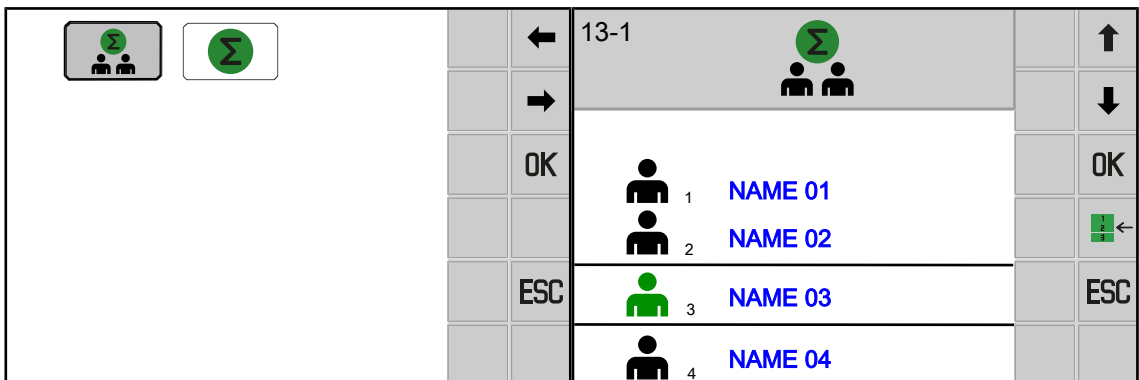 Σ Σ
OK
ESC
13-1
Σ
1 NAME 01
2 NAME 02
3 NAME 03
4 NAME 04
OK
1
2
3
ESC